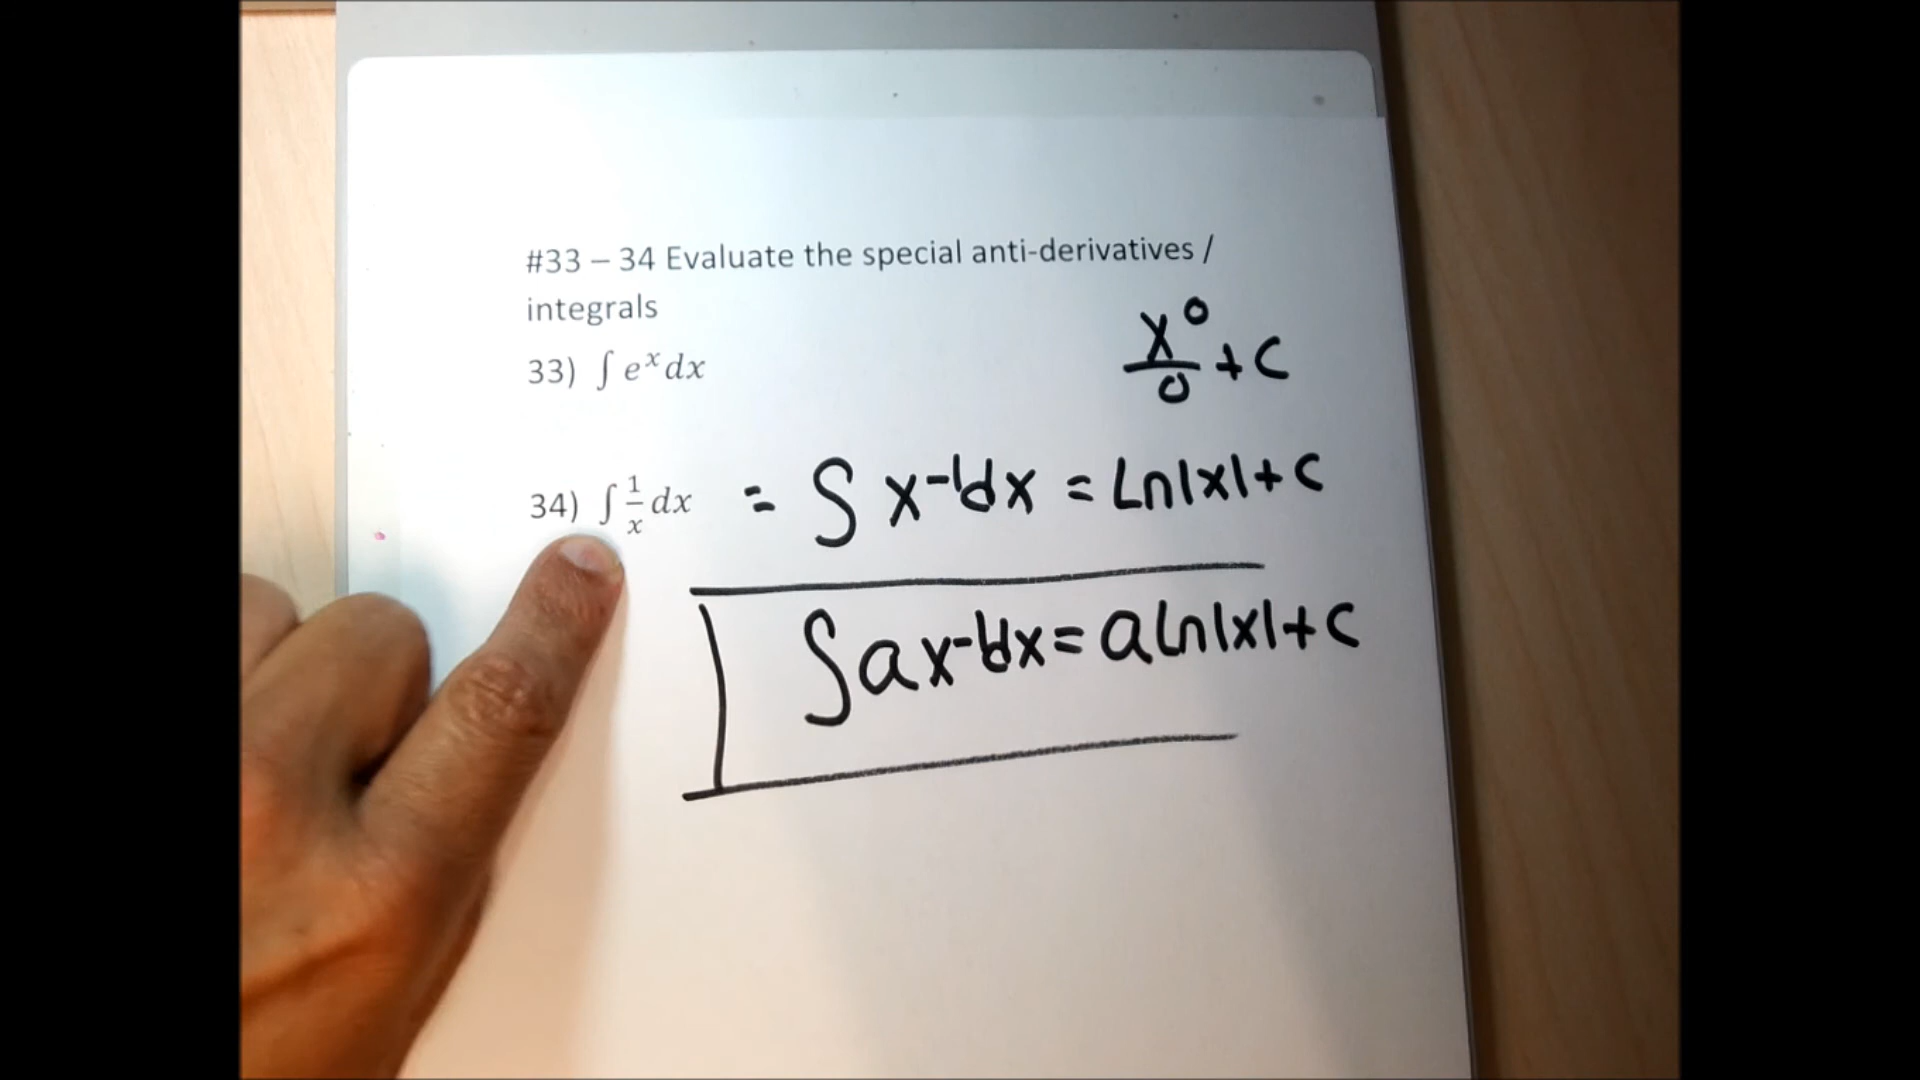 #33 – 34 Evaluate the special anti-derivatives /
integrals
33) ∫ eˣ dx
x⁰/0 + c
34) ∫ 1/x dx = ∫ x⁻¹dx = Ln|x| + c
∫ax⁻¹dx = aLn|x| + c